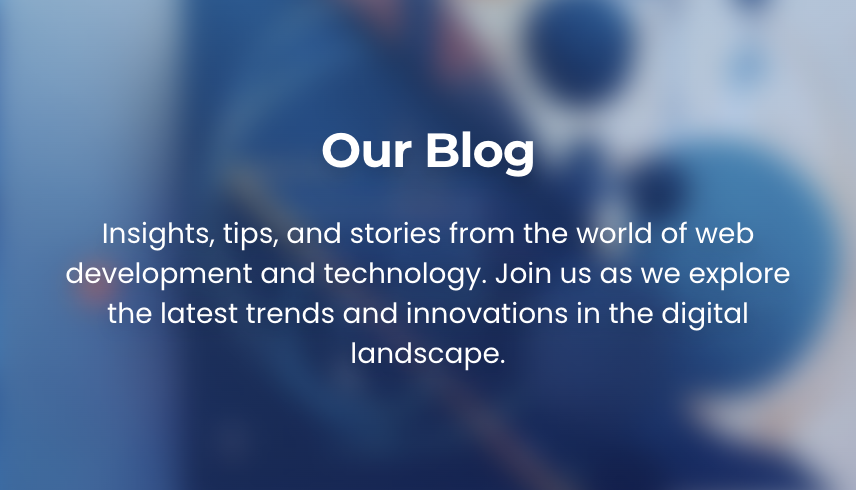 Our Blog
Insights, tips, and stories from the world of web
development and technology. Join us as we explore
the latest trends and innovations in the digital
landscape.